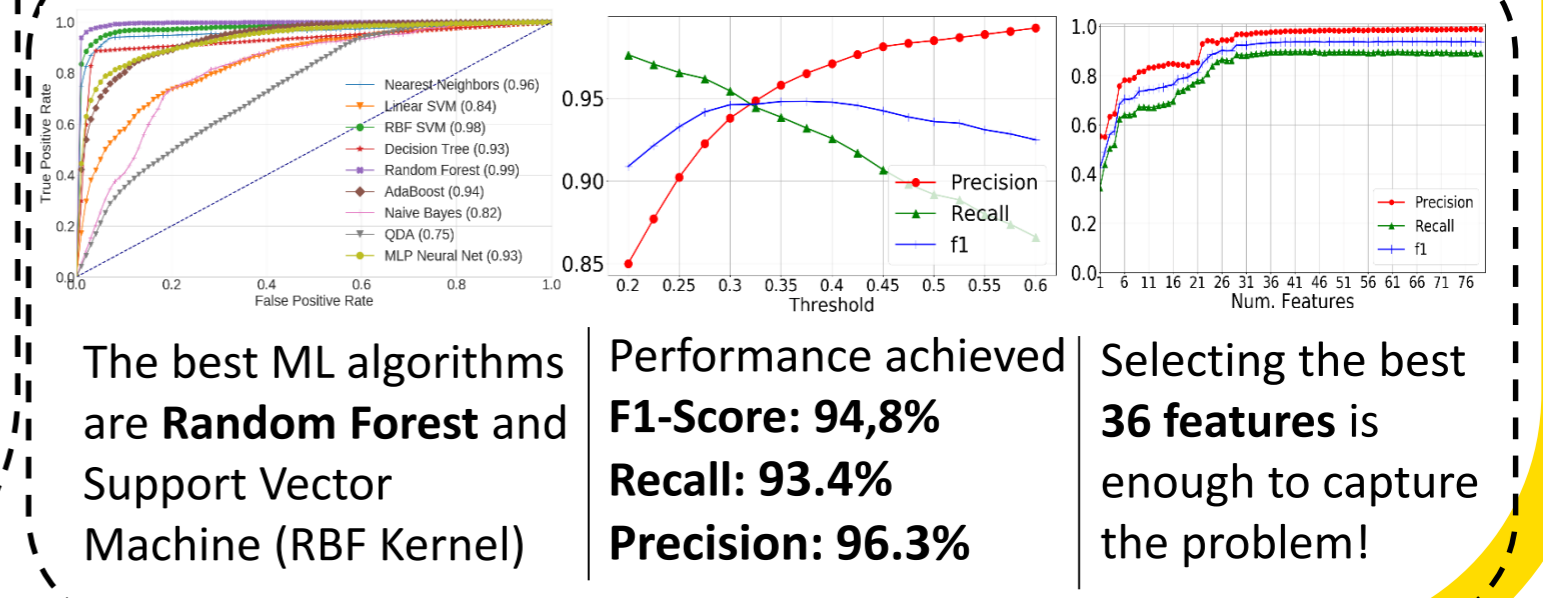 True Positive Rate
1.0
0.8
0.6
0.4
0.2
0.0
Nearest Neighbors (0.96)
Linear SVM (0.84)
RBF SVM (0.98)
Decision Tree (0.93)
Random Forest (0.99)
AdaBoost (0.94)
Naive Bayes (0.82)
QDA (0.75)
MLP Neural Net (0.93)
0.0 0.2 0.4 0.6 0.8 1.0
False Positive Rate
0.95
0.90
0.85
Precision
Recall
f1
0.2 0.25 0.3 0.35 0.4 0.45 0.5 0.55 0.6
Threshold
1.0
0.8
0.6
0.4
0.2
0.0
Precision
Recall
f1
1 6 11 16 21 26 31 36 41 46 51 56 61 66 71 76
Num. Features
The best ML algorithms
are Random Forest and
Support Vector
Machine (RBF Kernel)
Performance achieved
F1-Score: 94,8%
Recall: 93.4%
Precision: 96.3%
Selecting the best
36 features is
enough to capture
the problem!